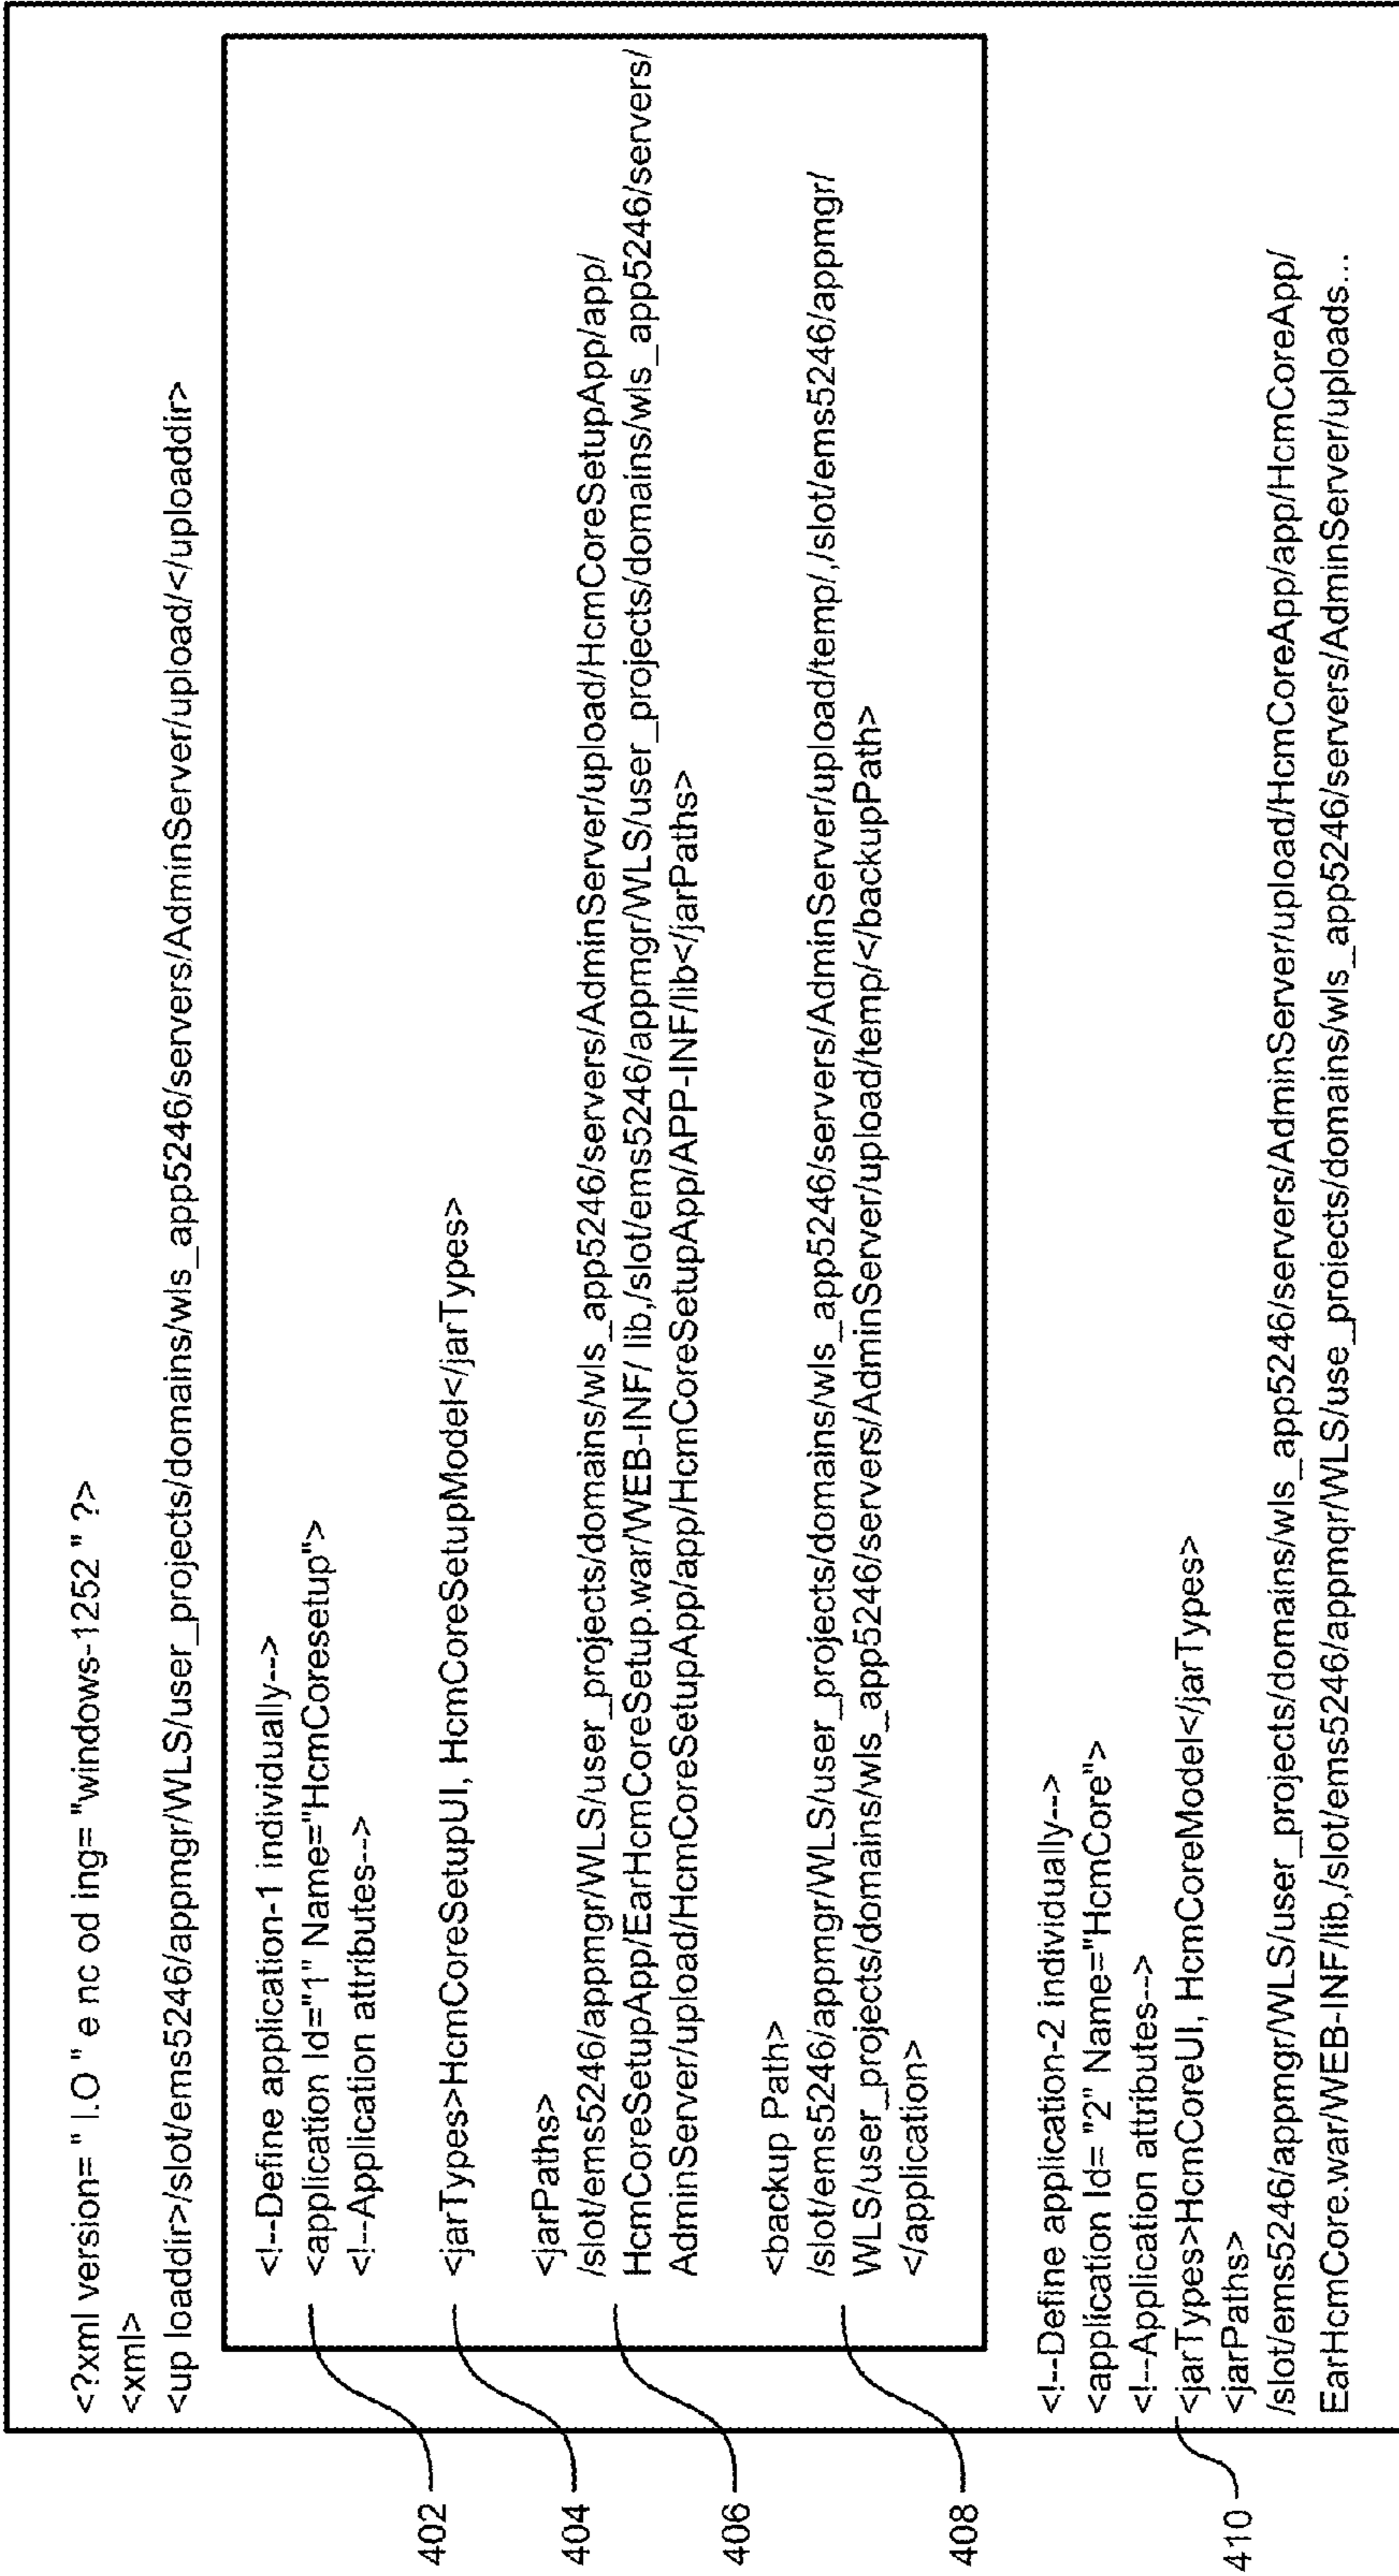 <?xml version= " I.O " e nc od ing= "windows-1252 " ?>
<xml>
<up loaddir>/slot/ems5246/appmgr/WLS/user_projects/domains/wls_app5246/servers/AdminServer/upload/</uploaddir>
<!--Define application-1 individually-->
<application Id="1" Name="HcmCoresetup">
<!--Application attributes-->
402
<jarTypes>HcmCoreSetupUI, HcmCoreSetupModel</jarTypes>
404
<jarPaths>
/slot/ems5246/appmgr/WLS/user_projects/domains/wls_app5246/servers/AdminServer/upload/HcmCoreSetupApp/app/
HcmCoreSetupApp/EarHcmCoreSetup.war/WEB-INF/ lib,/slot/ems5246/appmgr/WLS/user_projects/domains/wls_app5246/servers/
AdminServer/upload/HcmCoreSetupApp/app/HcmCoreSetupApp/APP-INF/lib</jarPaths>
406
<backup Path>
/slot/ems5246/appmgr/WLS/user_projects/domains/wls_app5246/servers/AdminServer/upload/temp/,/slot/ems5246/appmgr/
WLS/user_projects/domains/wls_app5246/servers/AdminServer/upload/temp/</backupPath>
</application>
408
<!--Define application-2 individually-->
<application Id= "2" Name="HcmCore">
<!--Application attributes-->
<jarTypes>HcmCoreUI, HcmCoreModel</jarTypes>
410
<jarPaths>
/slot/ems5246/appmgr/WLS/user_projects/domains/wls_app5246/servers/AdminServer/upload/HcmCoreApp/app/HcmCoreApp/
EarHcmCore.war/WEB-INF/lib,/slot/ems5246/appmqr/WLS/use_proiects/domains/wls_app5246/servers/AdminServer/uploads...